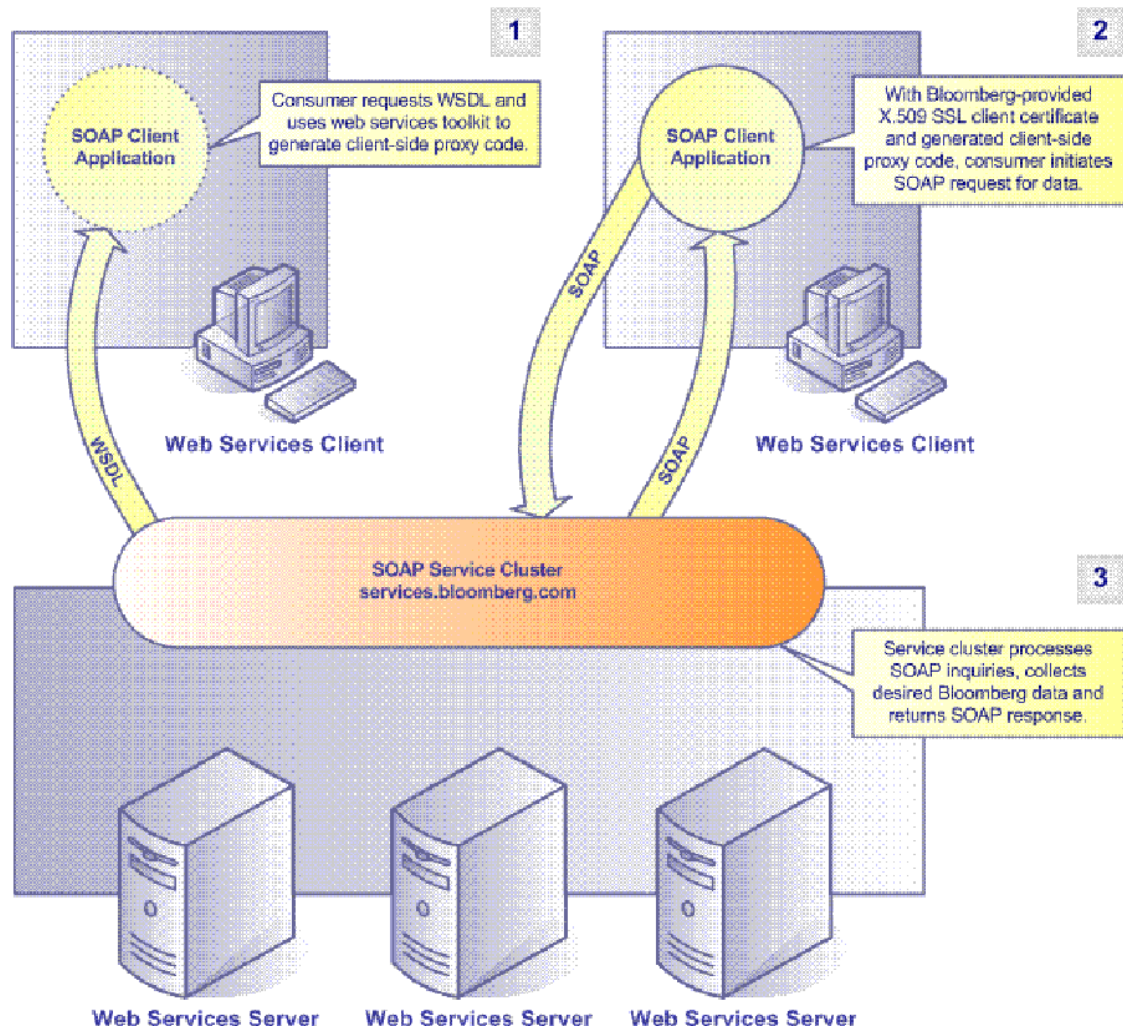 1
SOAP Client
Application
Consumer requests WSDL and
uses web services toolkit to
generate client-side proxy code.
WSDL
Web Services Client
2
SOAP Client
Application
With Bloomberg-provided
X.509 SSL client certificate
and generated client-side
proxy code, consumer initiates
SOAP request for data.
SOAP
SOAP
Web Services Client
SOAP Service Cluster
services.bloomberg.com
3
Service cluster processes
SOAP inquiries, collects
desired Bloomberg data and
returns SOAP response.
Web Services Server
Web Services Server
Web Services Server